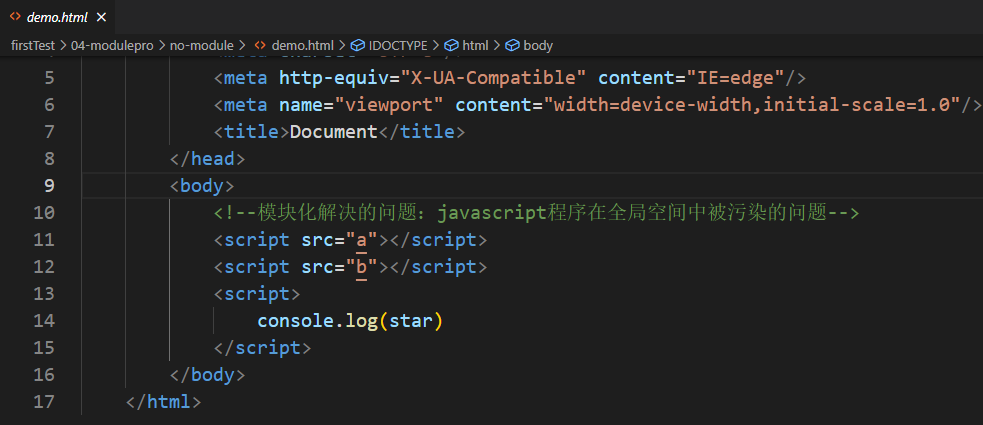 demo.html
firstTest > 04-modulepro > no-module > demo.html > !DOCTYPE > html > body
5 <meta http-equiv="X-UA-Compatible" content="IE=edge"/>
6 <meta name="viewport" content="width=device-width,initial-scale=1.0"/>
7 <title>Document</title>
8 </head>
9 <body>
10 <!--模块化解决的问题：javascript程序在全局空间中被污染的问题-->
11 <script src="a"></script>
12 <script src="b"></script>
13 <script>
14 console.log(star)
15 </script>
16 </body>
17 </html>